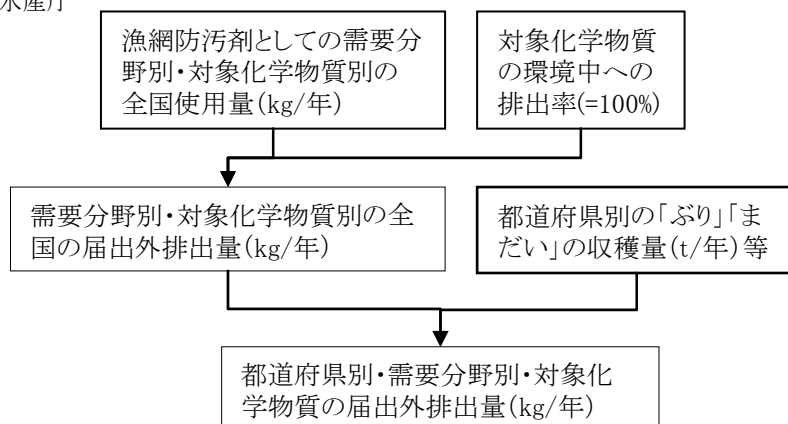 水産庁
漁網防汚剤としての需要分
野別・対象化学物質別の
全国使用量(kg/年)
対象化学物質
の環境中への
排出率(=100%)
需要分野別・対象化学物質別の全
国の届出外排出量(kg/年)
都道府県別の「ぶり」「ま
だい」の収穫量(t/年)等
都道府県別・需要分野別・対象化
学物質の届出外排出量(kg/年)